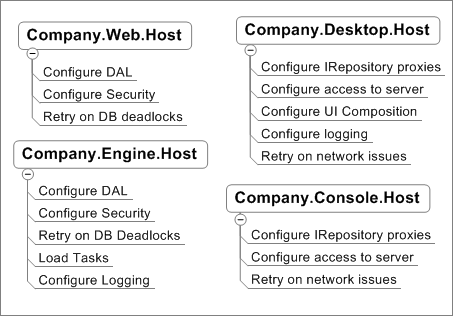 Company.Web.Host
Configure DAL
Configure Security
Retry on DB deadlocks
Company.Engine.Host
Configure DAL
Configure Security
Retry on DB Deadlocks
Load Tasks
Configure Logging
Company.Desktop.Host
Configure IRepository proxies
Configure access to server
Configure UI Composition
Configure logging
Retry on network issues
Company.Console.Host
Configure IRepository proxies
Configure access to server
Retry on network issues